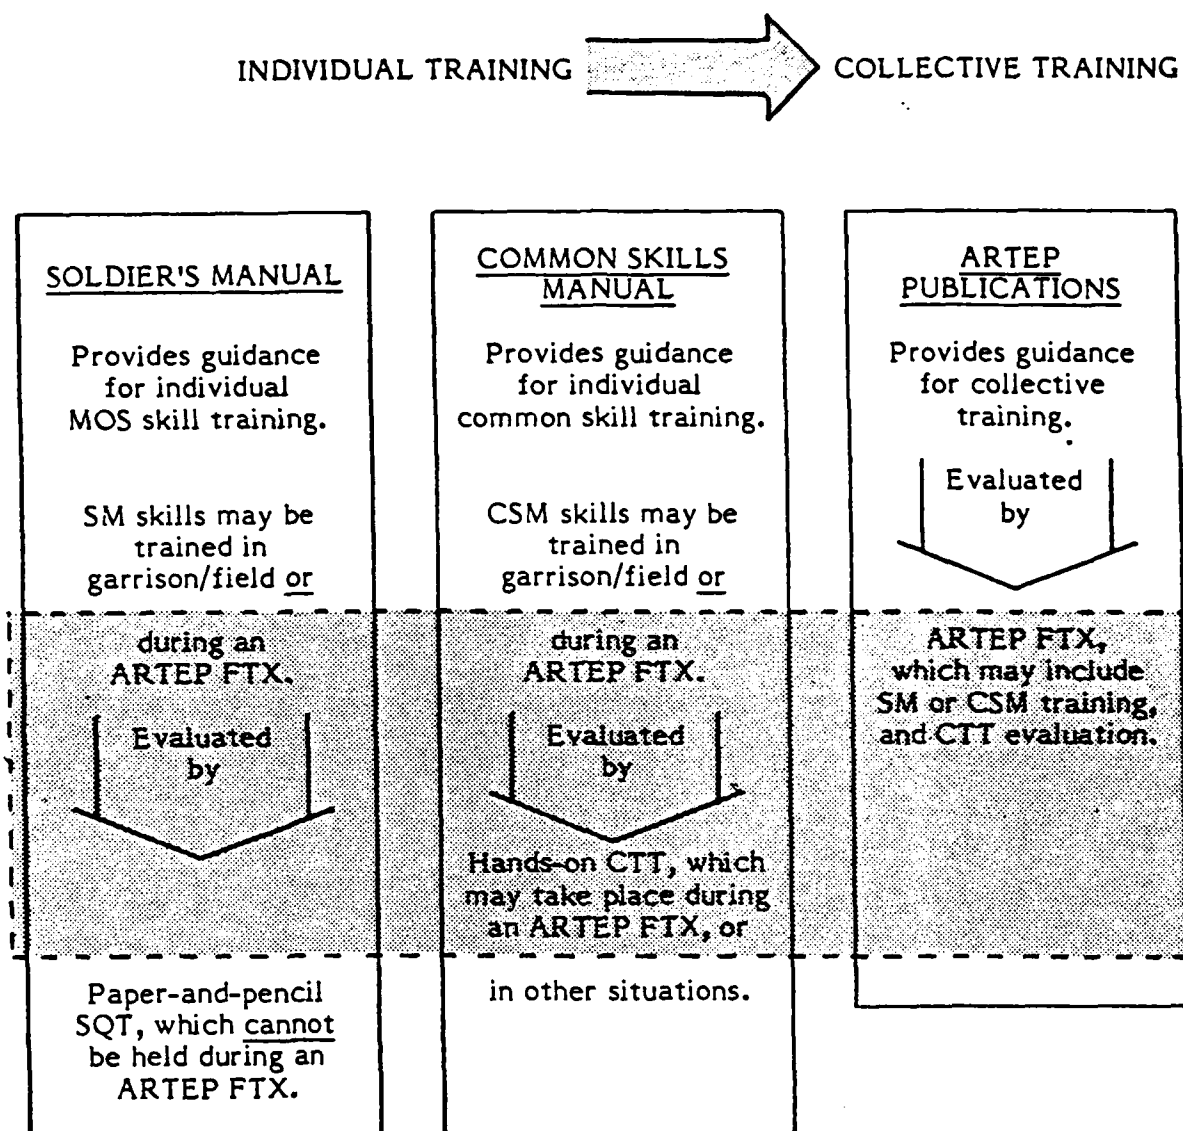 INDIVIDUAL TRAINING
COLLECTIVE TRAINING
SOLDIER'S MANUAL
Provides guidance
for individual
MOS skill training.
SM skills may be
trained in
garrison/field or
during an
ARTEP FTX.
Evaluated
by
Paper-and-pencil
SQT, which cannot
be held during an
ARTEP FTX.
COMMON SKILLS
MANUAL
Provides guidance
for individual
common skill training.
CSM skills may be
trained in
garrison/field or
during an
ARTEP FTX.
Evaluated
by
Hands-on CTT, which
may take place during
an ARTEP FTX, or
in other situations.
ARTEP
PUBLICATIONS
Provides guidance
for collective
training.
Evaluated
by
ARTEP FTX,
which may include
SM or CSM training,
and CTT evaluation.